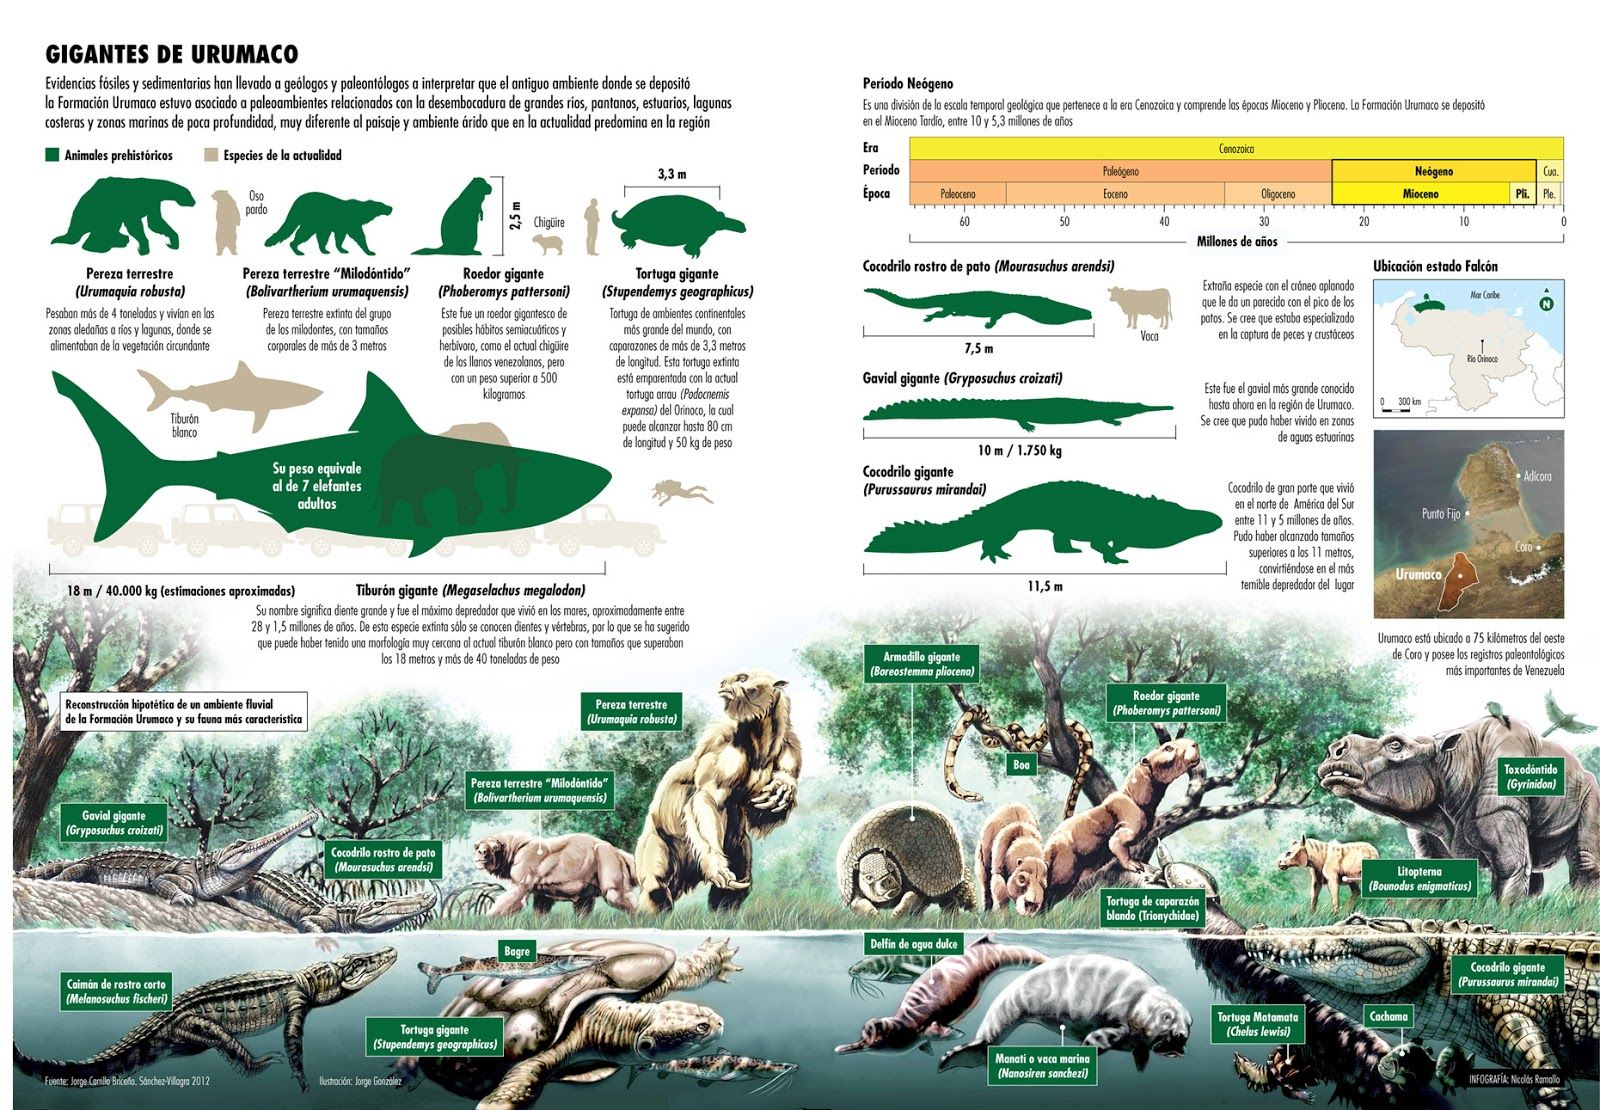 GIGANTES DE URUMACO
Evidencias fósiles y sedimentarias han llevado a geólogos y paleontólogos a interpretar que el antiguo ambiente donde se depositó
la Formación Urumaco estuvo asociado a paleoambientes relacionados con la desembocadura de grandes ríos, pantanos, estuarios, lagunas
costeras y zonas marinas de poca profundidad, muy diferente al paisaje y ambiente árido que en la actualidad predomina en la región
Animales prehistóricos
Especies de la actualidad
Oso
pardo
2,5 m
Chigüire
3,3 m
Pereza terrestre
(Urumaquia robusta)
Pesaban más de 4 toneladas y vivían en las
zonas aledañas a ríos y lagunas, donde se
alimentaban de la vegetación circundante
Pereza terrestre “Milodóntido”
(Bolivartherium urumaquensis)
Pereza terrestre extinta del grupo
de los milodontes, con tamaños
corporales de más de 3 metros
Roedor gigante
(Phoberomys pattersoni)
Este fue un roedor gigantesco de
posibles hábitos semiacuáticos y
herbívoro, como el actual chigüire
de los llanos venezolanos, pero
con un peso superior a 500
kilogramos
Tortuga gigante
(Stupendemys geographicus)
Tortuga de ambientes continentales
más grande del mundo, con
caparazones de más de 3,3 metros
de longitud. Esta tortuga extinta
está emparentada con la actual
tortuga arrau (Podocnemis
expansa) del Orinoco, la cual
puede alcanzar hasta 80 cm
de longitud y 50 kg de peso
Tiburón
blanco
Su peso equivale
al de 7 elefantes
adultos
18 m / 40.000 kg (estimaciones aproximadas)
Tiburón gigante (Megaselachus megalodon)
Su nombre significa diente grande y fue el máximo depredador que vivió en los mares, aproximadamente entre
28 y 1,5 millones de años. De esta especie extinta sólo se conocen dientes y vértebras, por lo que se ha sugerido
que puede haber tenido una morfología muy cercana al actual tiburón blanco pero con tamaños que superaban
los 18 metros y más de 40 toneladas de peso
Período Neógeno
Es una división de la escala temporal geológica que pertenece a la era Cenozoica y comprende las épocas Mioceno y Plioceno. La Formación Urumaco se depositó
en el Mioceno Tardío, entre 10 y 5,3 millones de años
Era
Cenozoica
Período
Paleógeno
Neógeno
Cua.
Época
Paleoceno
Eoceno
Oligoceno
Mioceno
Pli.
Ple.
60
50
40
30
20
10
0
Millones de años
Cocodrilo rostro de pato (Mourasuchus arendsi)
7,5 m
Vaca
Extraña especie con el cráneo aplanado
que le da un parecido con el pico de los
patos. Se cree que estaba especializado
en la captura de peces y crustáceos
Gavial gigante (Gryposuchus croizati)
10 m / 1.750 kg
Este fue el gavial más grande conocido
hasta ahora en la región de Urumaco.
Se cree que pudo haber vivido en zonas
de aguas estuarinas
Cocodrilo gigante
(Purussaurus mirandai)
11,5 m
Cocodrilo de gran porte que vivió
en el norte de América del Sur
entre 11 y 5 millones de años.
Pudo haber alcanzado tamaños
superiores a los 11 metros,
convirtiéndose en el más
temible depredador del lugar
Ubicación estado Falcón
Mar Caribe
N
Río Orinoco
0 300 km
Adícora
Punto Fijo
Coro
Urumaco
Urumaco está ubicado a 75 kilómetros del oeste
de Coro y posee los registros paleontológicos
más importantes de Venezuela
Reconstrucción hipotética de un ambiente fluvial
de la Formación Urumaco y su fauna más característica
Gavial gigante
(Gryposuchus croizati)
Cocodrilo rostro de pato
(Mourasuchus arendsi)
Pereza terrestre “Milodóntido”
(Bolivartherium urumaquensis)
Pereza terrestre
(Urumaquia robusta)
Armadillo gigante
(Boreostemma pliocena)
Boa
Roedor gigante
(Phoberomys pattersoni)
Toxodóntido
(Gyrinidon)
Litopterna
(Bounodus enigmaticus)
Tortuga de caparazón
blando (Trionychidae)
Caimán de rostro corto
(Melanosuchus fischeri)
Bagre
Tortuga gigante
(Stupendemys geographicus)
Delfín de agua dulce
Manatí o vaca marina
(Nanosiren sanchezi)
Tortuga Matamata
(Chelus lewisi)
Cachama
Cocodrilo gigante
(Purussaurus mirandai)
Fuente: Jorge Carrillo Briceño. Sánchez-Villagra 2012
Ilustración: Jorge González
INFOGRAFÍA: Nicolás Ramallo